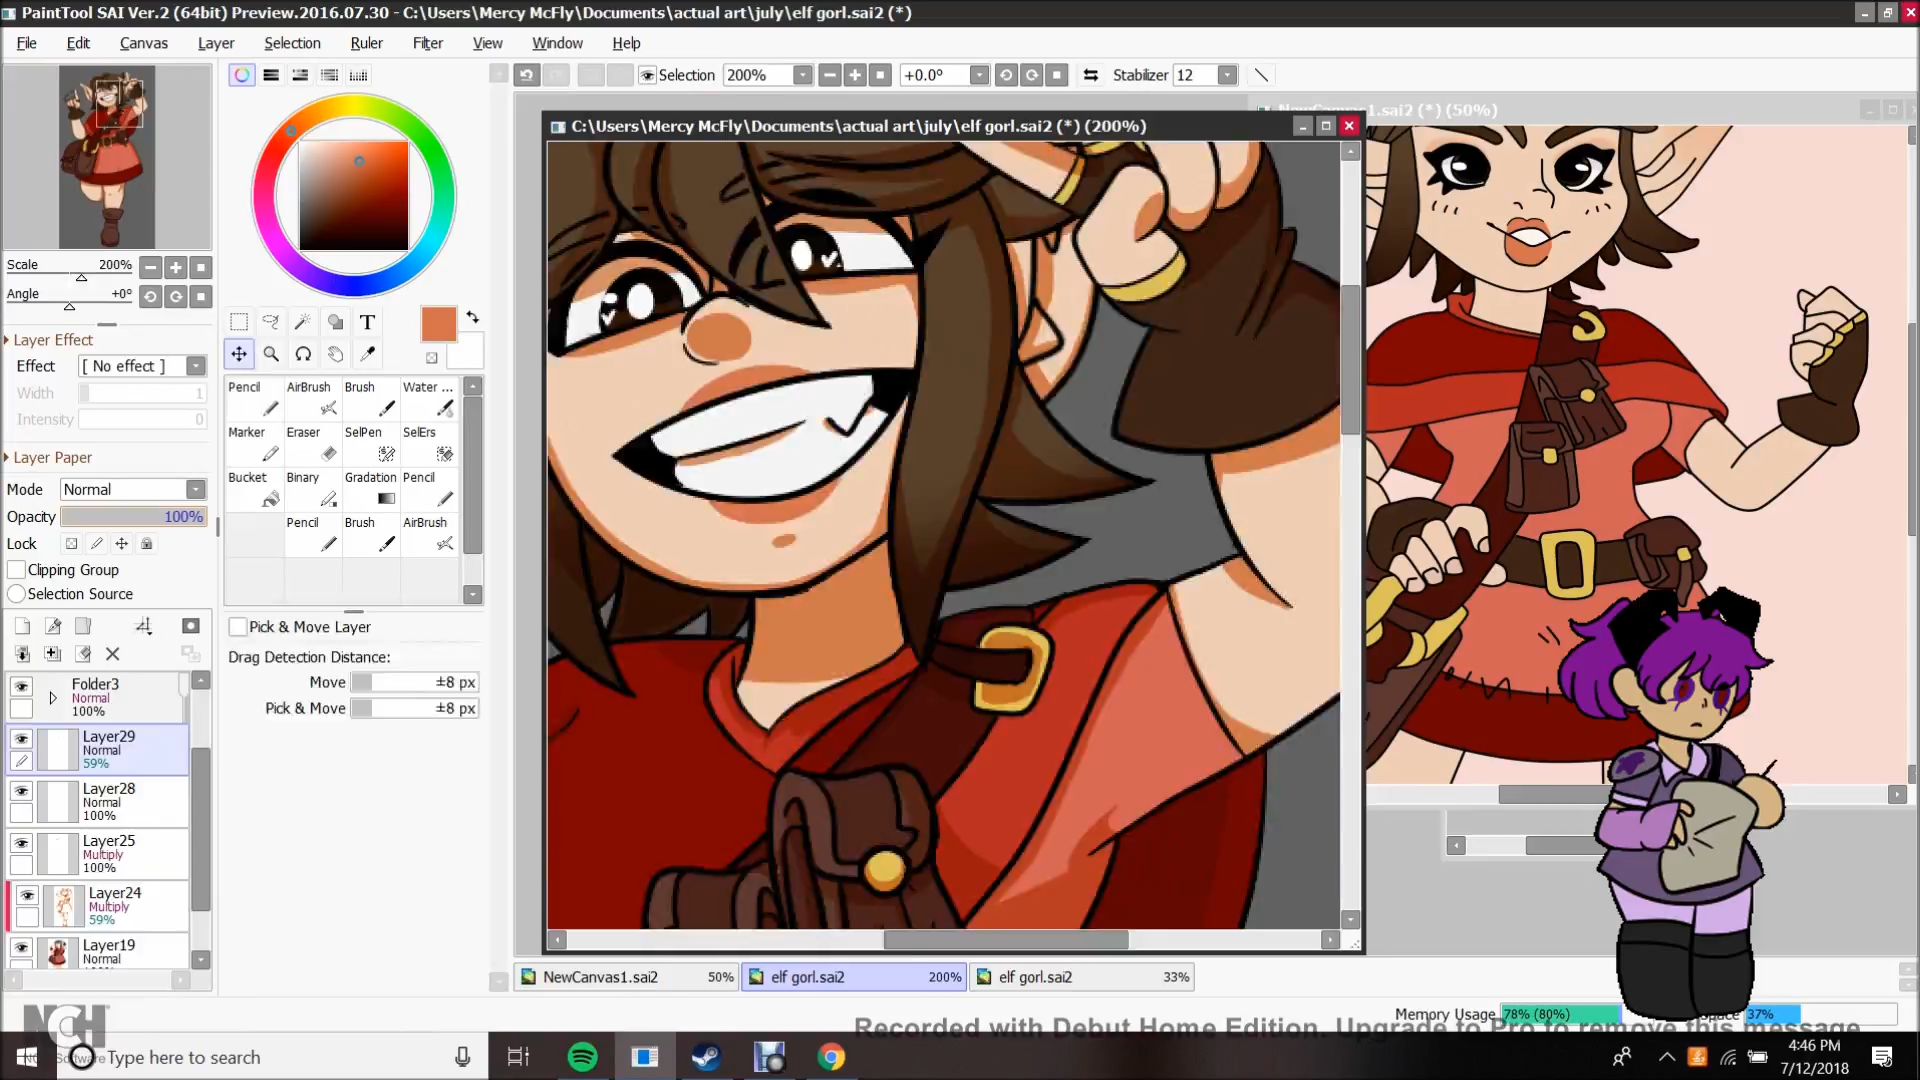 PaintTool SAI Ver.2 (64bit) Preview.2016.07.30 - C:\Users\Mercy McFly\Documents\actual art\july\elf gorl.sai2 (*)
File Edit Canvas Layer Selection Ruler Filter View Window Help
Selection 200% +0.0° Stabilizer 12
NewCanvas1.sai2 (*) (50%)
C:\Users\Mercy McFly\Documents\actual art\july\elf gorl.sai2 (*) (200%)
Scale 200%
Angle +0°
Layer Effect
Effect [ No effect ]
Width 1
Intensity 0
Layer Paper
Mode Normal
Opacity 100%
Lock
Clipping Group
Selection Source
T
Pencil AirBrush Brush Water ...
Marker Eraser SelPen SelErs
Bucket Binary Gradation Pencil
Pencil Brush AirBrush
Pick & Move Layer
Drag Detection Distance:
Move ±8 px
Pick & Move ±8 px
Folder3
Normal
100%
Layer29
Normal
59%
Layer28
Normal
100%
Layer25
Multiply
100%
Layer24
Multiply
59%
Layer19
Normal
NewCanvas1.sai2 50% elf gorl.sai2 200% elf gorl.sai2 33%
Memory Usage 78% (80%) 37%
NCH
Software
Recorded with Debut Home Edition. Upgrade to Pro to remove this message
Type here to search
4:46 PM
7/12/2018